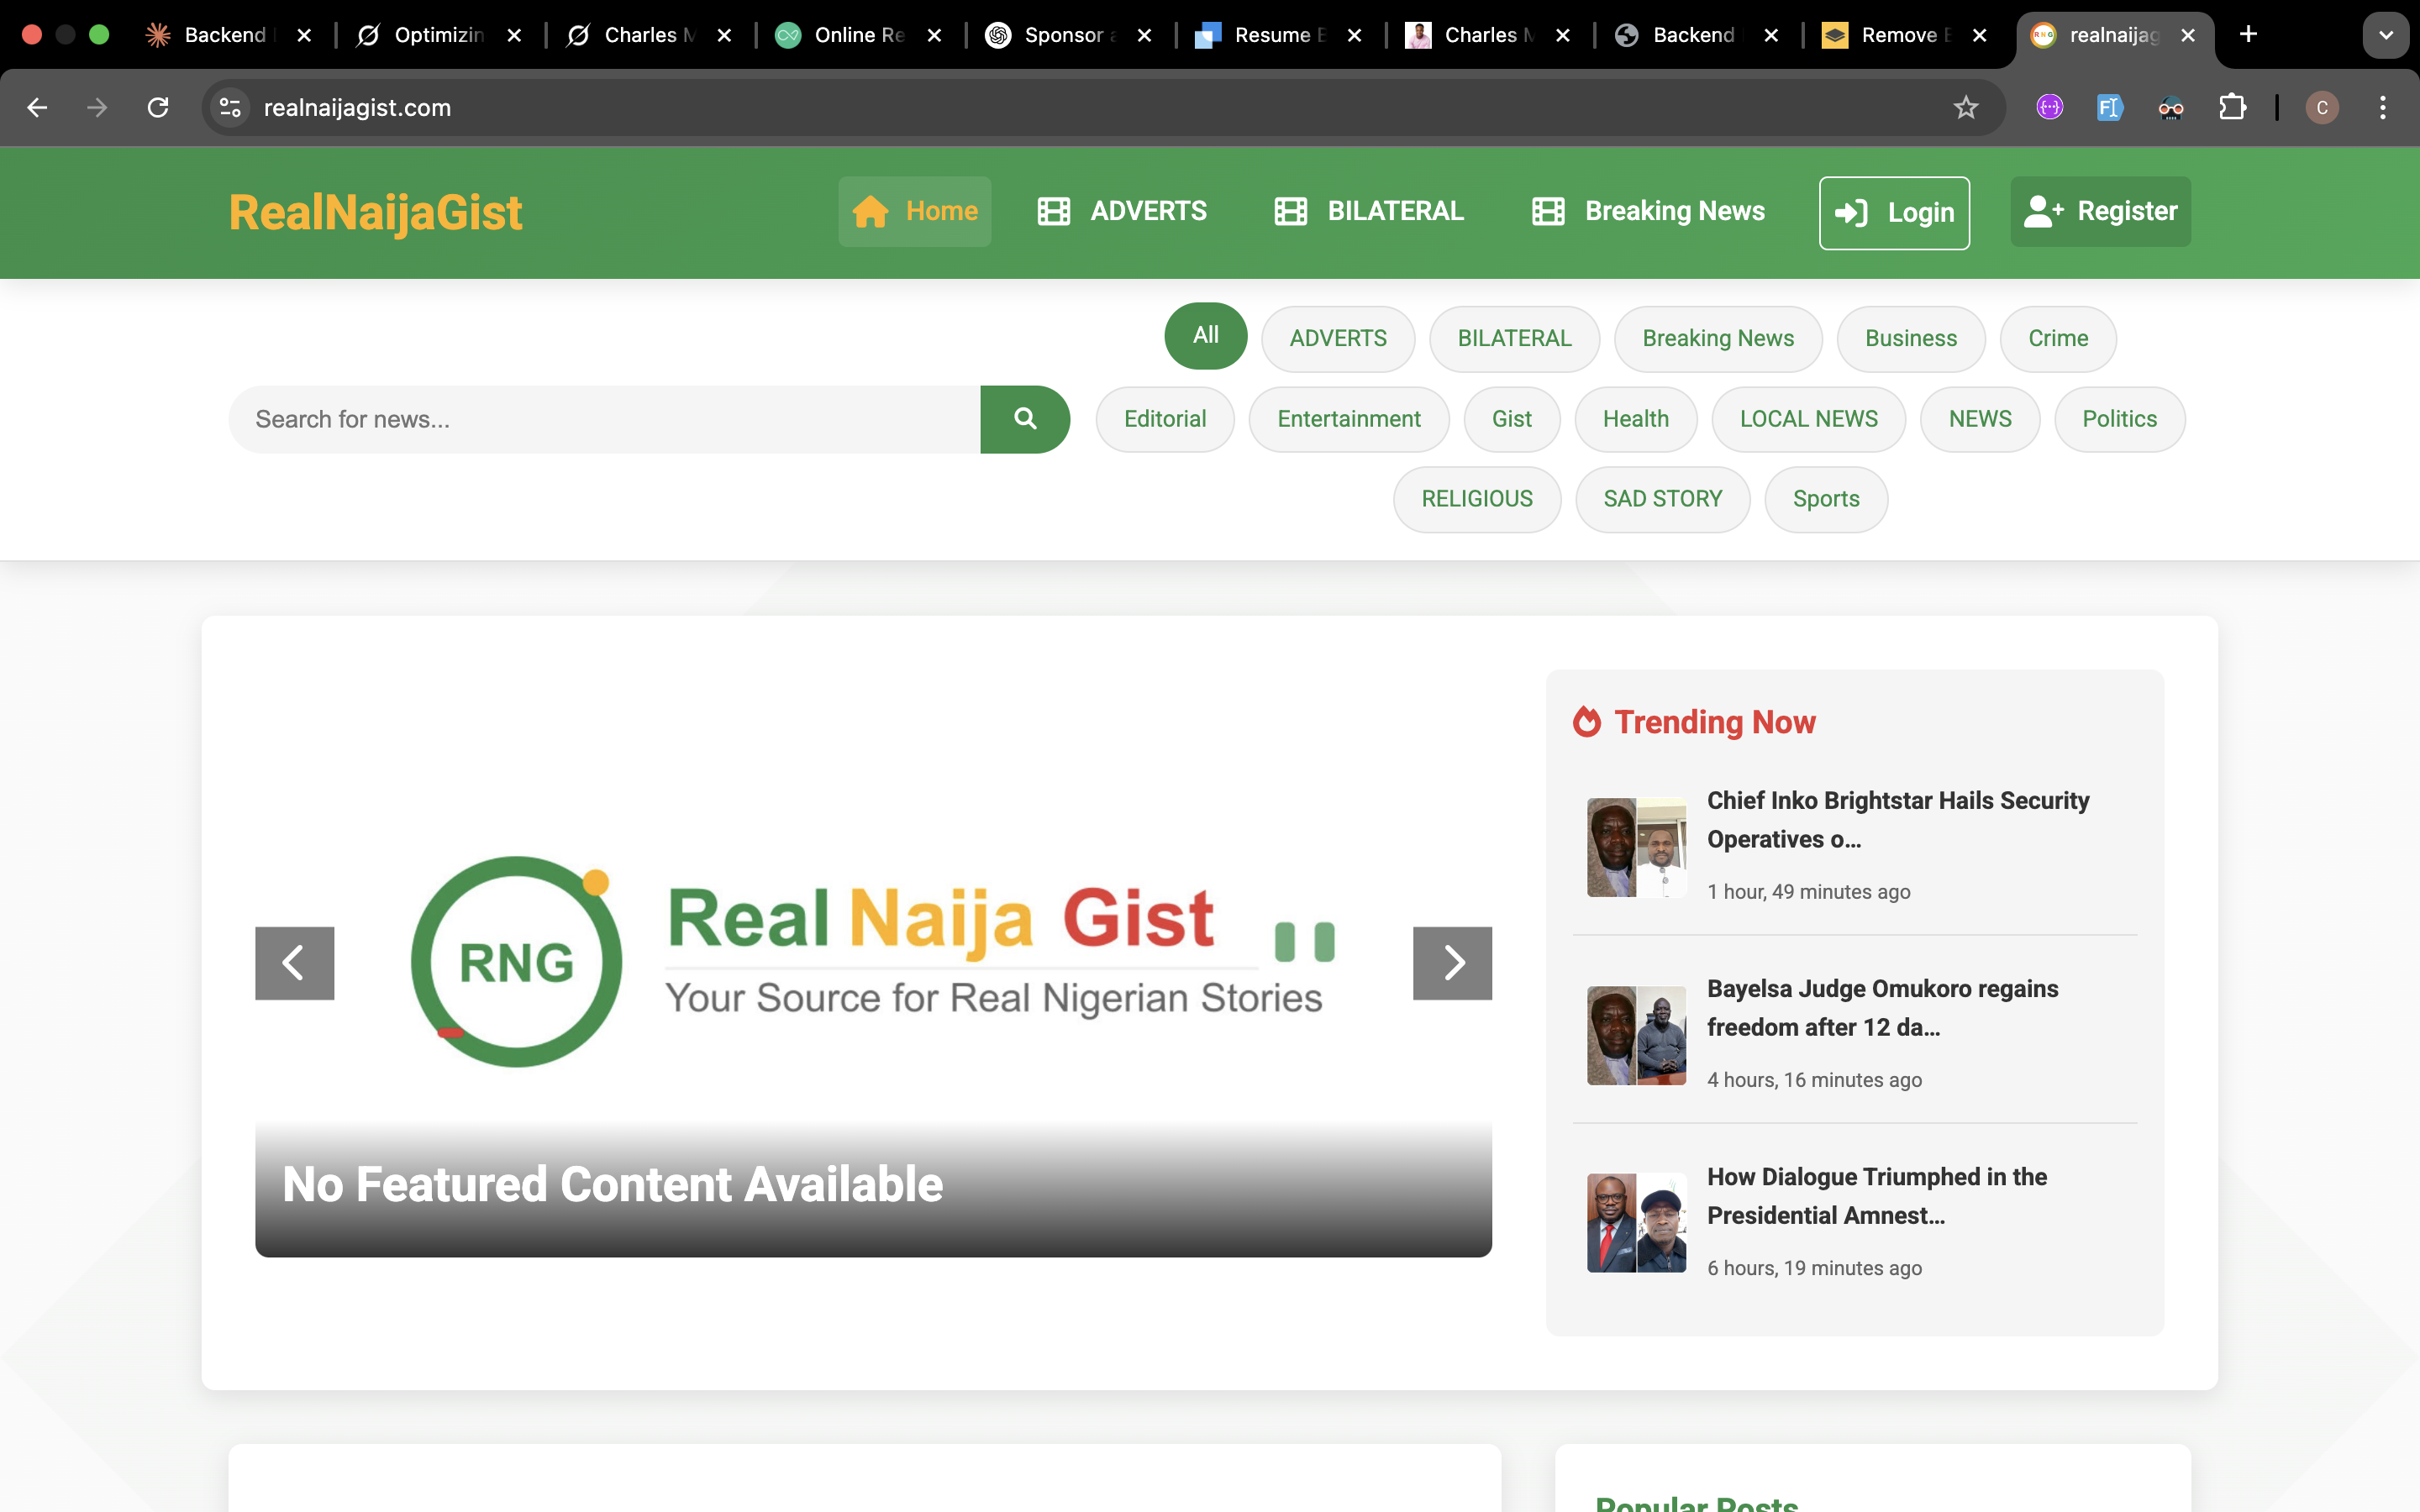 Backend
Optimizin
Charles M
Online Re
Sponsor a
Resume B
Charles M
Backend
Remove B
realnaijag
realnaijagist.com
C
RealNaijaGist
Home
ADVERTS
BILATERAL
Breaking News
Login
Register
All
ADVERTS
BILATERAL
Breaking News
Business
Crime
Search for news...
Editorial
Entertainment
Gist
Health
LOCAL NEWS
NEWS
Politics
RELIGIOUS
SAD STORY
Sports
RNG
Real Naija Gist
Your Source for Real Nigerian Stories
No Featured Content Available
Trending Now
Chief Inko Brightstar Hails Security
Operatives o...
1 hour, 49 minutes ago
Bayelsa Judge Omukoro regains
freedom after 12 da...
4 hours, 16 minutes ago
How Dialogue Triumphed in the
Presidential Amnest...
6 hours, 19 minutes ago
Popular Posts